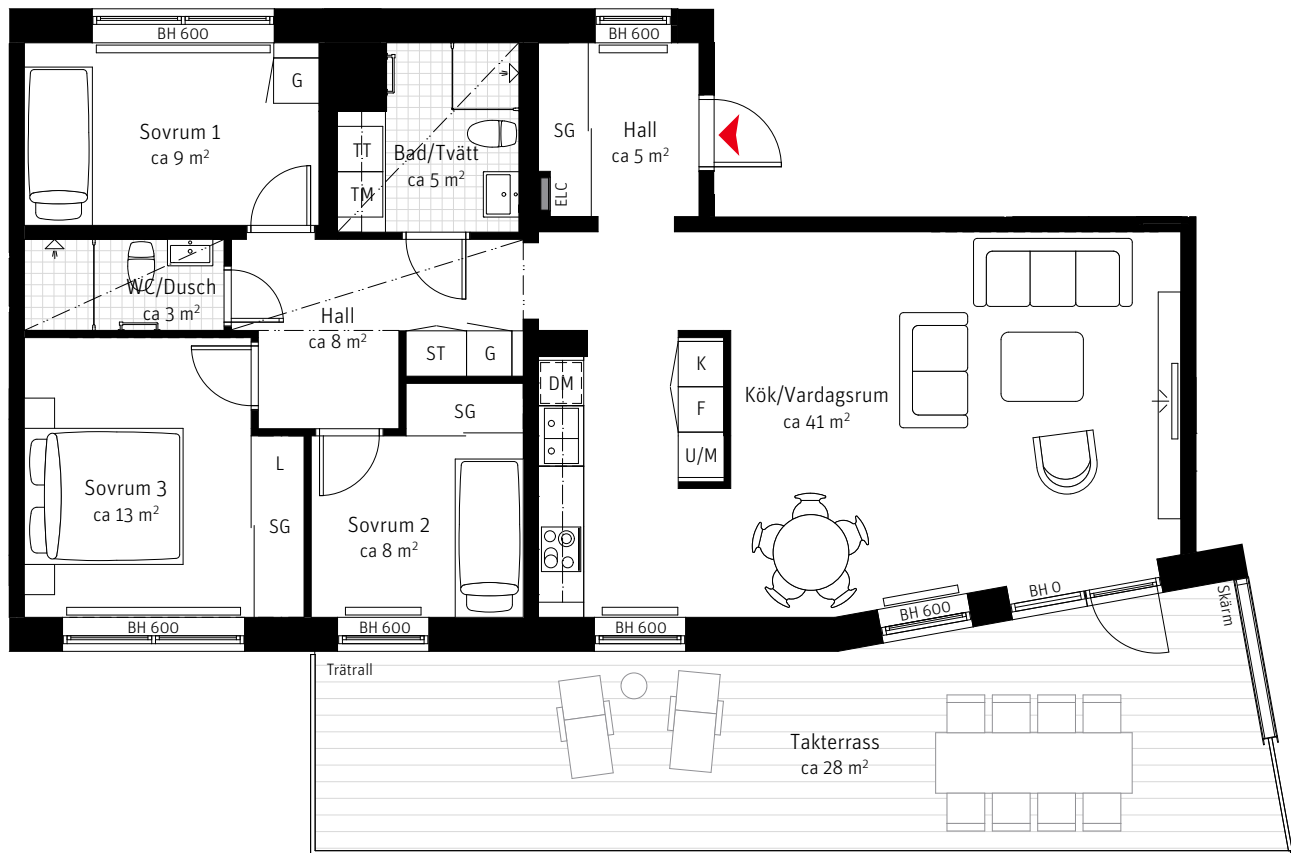 BH 600
BH 600
G
Sovrum 1
ca 9 m²
TT
TM
Bad/Tvätt
ca 5 m²
SG
ELC
Hall
ca 5 m²
WC/Dusch
ca 3 m²
Hall
ca 8 m²
ST
G
DM
K
F
U/M
Kök/Vardagsrum
ca 41 m²
SG
L
SG
Sovrum 3
ca 13 m²
Sovrum 2
ca 8 m²
BH 600
BH 600
BH 600
BH 600
BH 0
Skärm
Trätrall
Takterrass
ca 28 m²